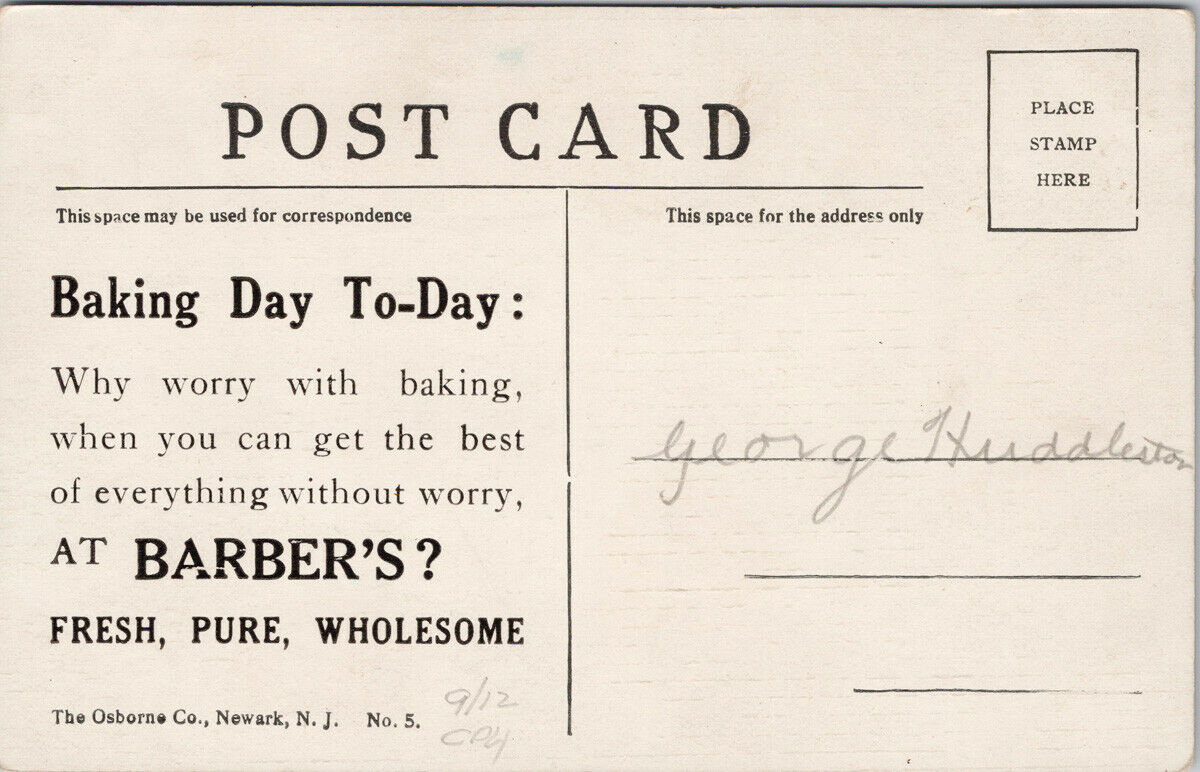 POST CARD
PLACE
STAMP
HERE
This space may be used for correspondence
This space for the address only
Baking Day To-Day:
Why worry with baking,
when you can get the best
of everything without worry,
AT BARBER'S?
FRESH, PURE, WHOLESOME
The Osborne Co., Newark, N. J. No. 5.
9/12
George Huddleston